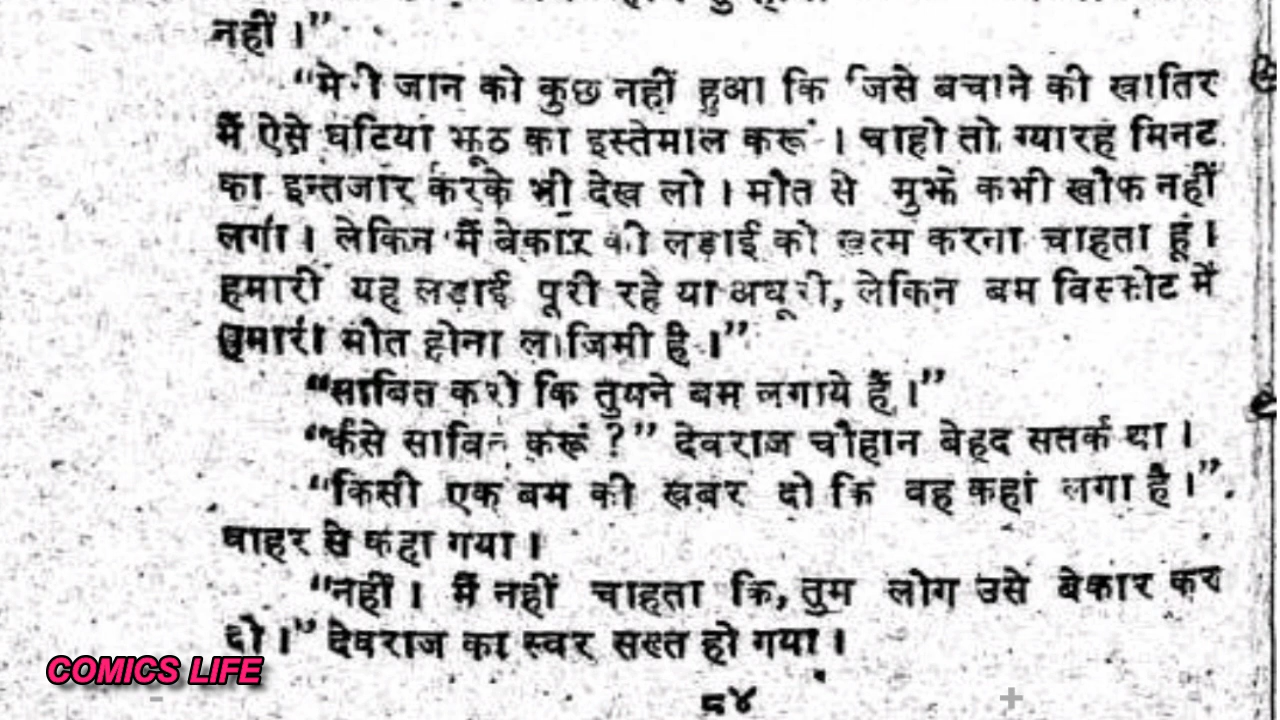 नहीं ।”
“मेरी जान को कुछ नहीं हुआ कि जिसे बचाने की खातिर
मैं ऐसे घटिया झूठ का इस्तेमाल करूं । चाहो तो ग्यारह मिनट
का इन्तजार करके भी देख लो । मौत से मुझे कभी खौफ नहीं
लगा । लेकिन मैं बेकार की लड़ाई को खत्म करना चाहता हूं ।
हमारी यह लड़ाई पूरी रहे या अधूरी, लेकिन बम विस्फोट में
हमारी मौत होना लाजिमी है ।”
“साबित करो कि तुमने बम लगाये हैं ।”
“कैसे साबित करूं ?” देवराज चौहान बेहद सतर्क था ।
“किसी एक बम की खबर दो कि वह कहां लगा है ।”
बाहर से कहा गया ।
“नहीं । मैं नहीं चाहता कि, तुम लोग उसे बेकार कर
दो ।” देवराज का स्वर सख्त हो गया ।
COMICS LIFE
८४